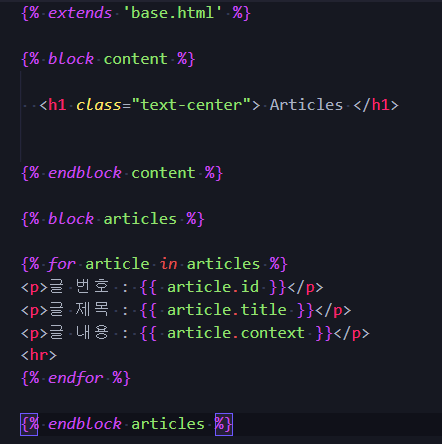 {% extends 'base.html' %}
{% block content %}
<h1 class="text-center"> Articles </h1>
{% endblock content %}
{% block articles %}
{% for article in articles %}
<p>글 번호 : {{ article.id }}</p>
<p>글 제목 : {{ article.title }}</p>
<p>글 내용 : {{ article.context }}</p>
<hr>
{% endfor %}
{% endblock articles %}